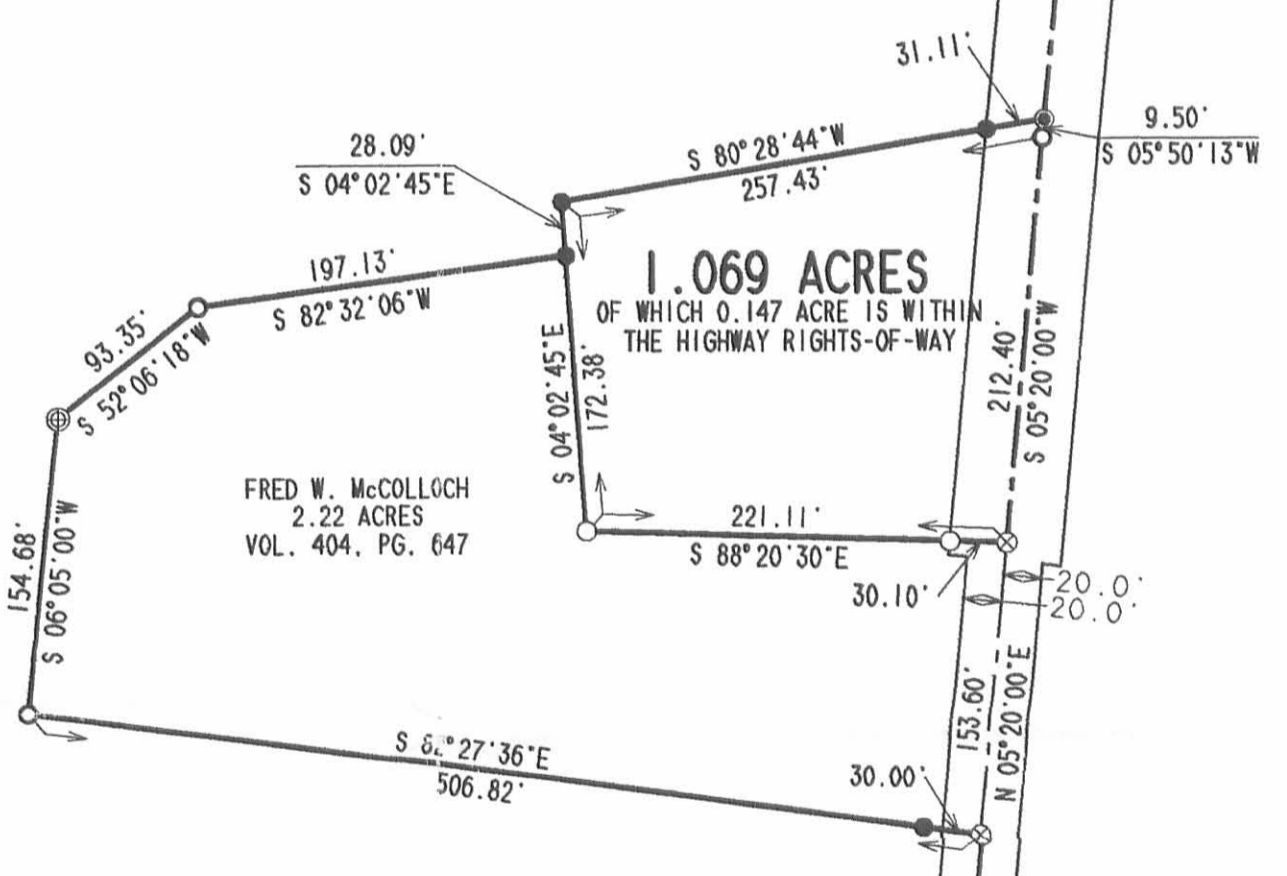 31.11'
9.50'
S 05°50'13"W
28.09'
S 04°02'45"E
S 80°28'44"W
257.43'
197.13'
S 82°32'06"W
1.069 ACRES
OF WHICH 0.147 ACRE IS WITHIN
THE HIGHWAY RIGHTS-OF-WAY
93.35'
S 52°06'18"W
S 04°02'45"E
172.38'
212.40'
S 05°20'00"W
FRED W. McCOLLOCH
2.22 ACRES
VOL. 404, PG. 647
221.11'
S 88°20'30"E
30.10'
20.0'
20.0'
154.68'
S 06°05'00"W
153.60'
N 05°20'00"E
S 27'36"E
506.82'
30.00'